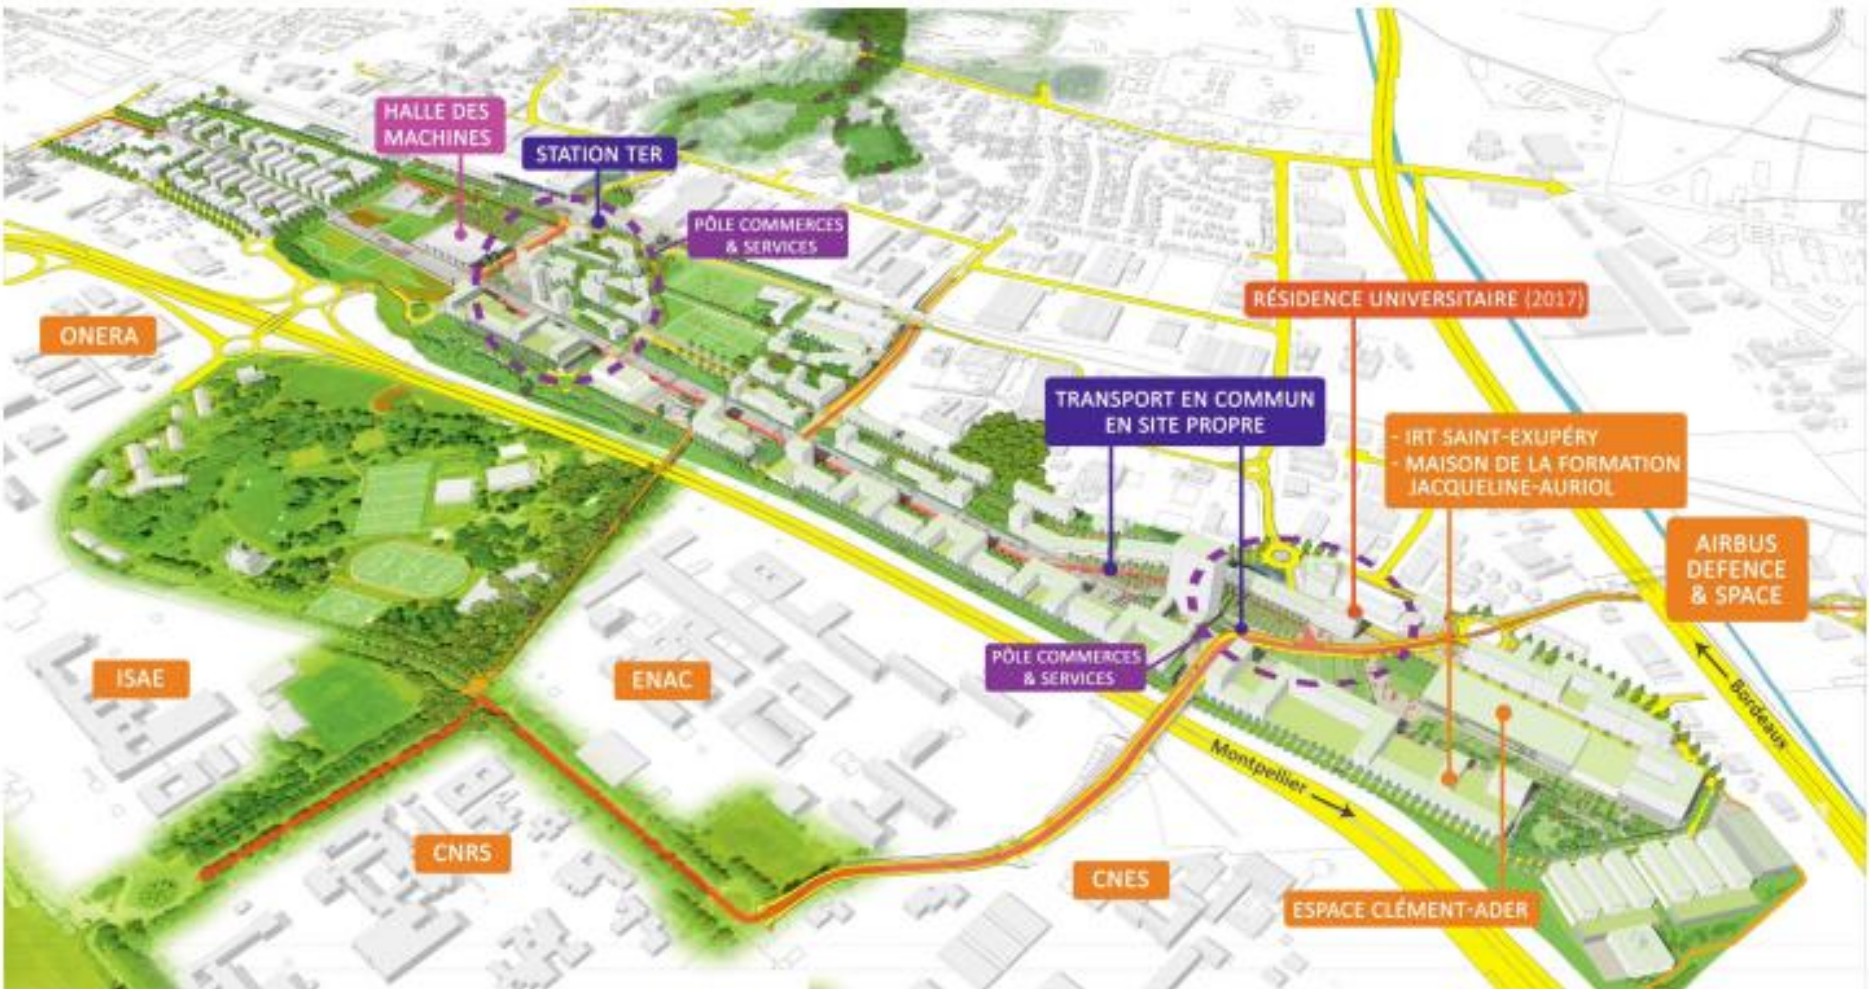 HALLE DES
MACHINES
STATION TER
PÔLE COMMERCES
& SERVICES
ONERA
RÉSIDENCE UNIVERSITAIRE (2017)
TRANSPORT EN COMMUN
EN SITE PROPRE
- IRT SAINT-EXUPÉRY
- MAISON DE LA FORMATION
JACQUELINE-AURIOL
AIRBUS
DEFENCE
& SPACE
ISAE
ENAC
PÔLE COMMERCES
& SERVICES
Bordeaux
Montpellier
CNRS
CNES
ESPACE CLÉMENT-ADER